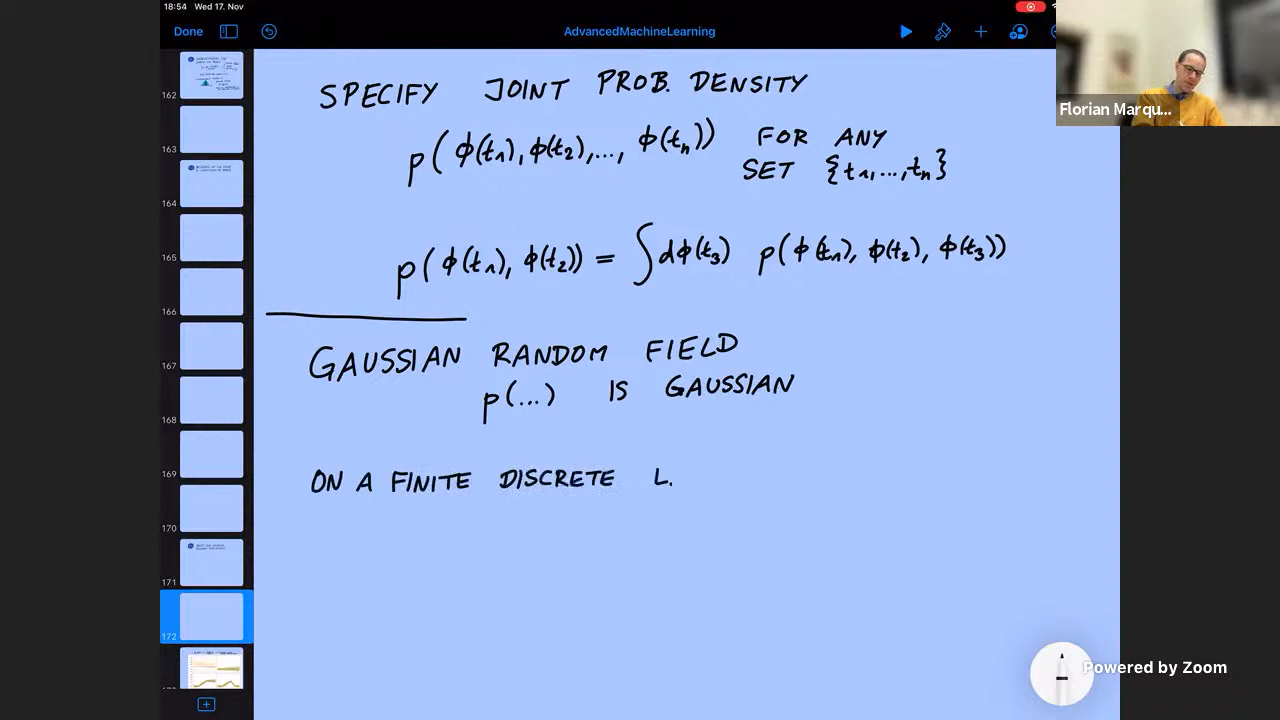 18:54 Wed 17. Nov
Done
AdvancedMachineLearning
Florian Marqu...
SPECIFY JOINT PROB. DENSITY
p(ϕ(t1), ϕ(t2),..., ϕ(tn)) FOR ANY
SET {t1,...,tn}
p(ϕ(t1), ϕ(t2)) = ∫dϕ(t3) p(ϕ(t1), ϕ(t2), ϕ(t3))
GAUSSIAN RANDOM FIELD
p(...) IS GAUSSIAN
ON A FINITE DISCRETE L.
162
163
164
165
166
167
168
169
170
171
172
Powered by Zoom